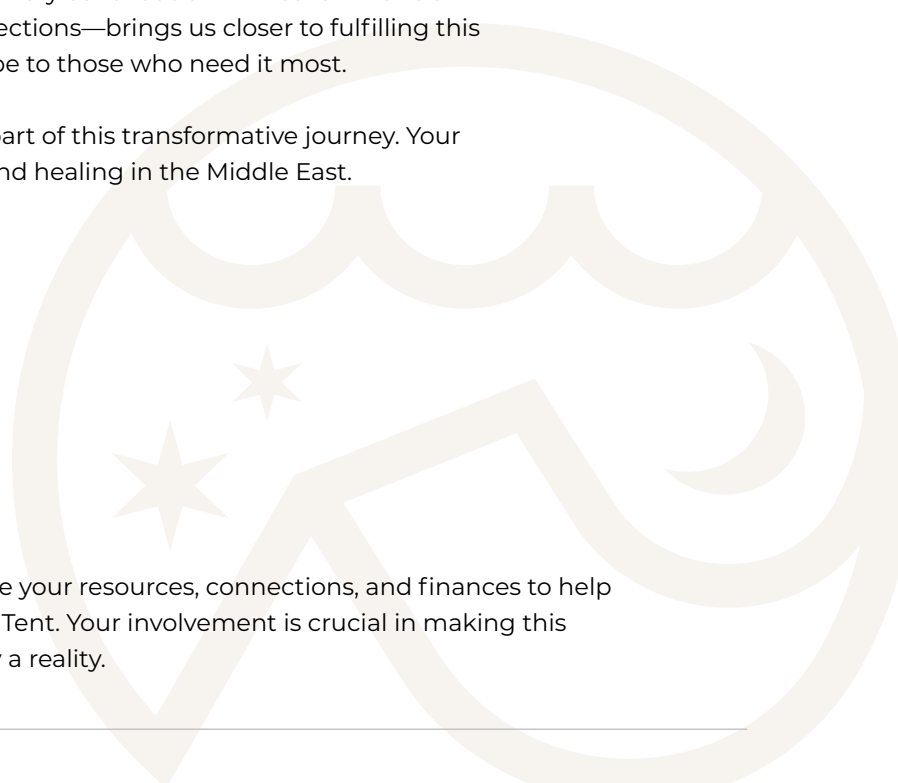 ections—brings us closer to fulfilling this
be to those who need it most.
part of this transformative journey. Your
nd healing in the Middle East.
e your resources, connections, and finances to help
Tent. Your involvement is crucial in making this
a reality.